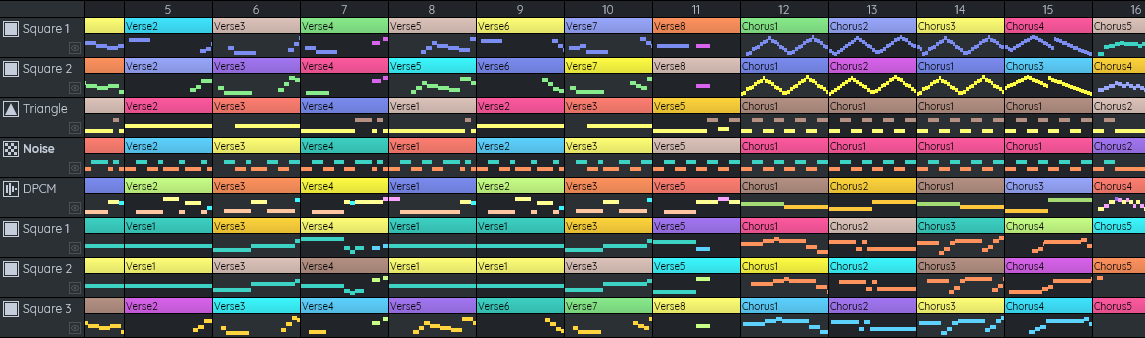 5 6 7 8 9 10 11 12 13 14 15 16
Square 1 Verse2 Verse3 Verse4 Verse5 Verse6 Verse7 Verse8 Chorus1 Chorus2 Chorus3 Chorus4 Chorus5
Square 2 Verse2 Verse3 Verse4 Verse5 Verse6 Verse7 Verse8 Chorus1 Chorus2 Chorus1 Chorus3 Chorus4
Triangle Verse2 Verse3 Verse4 Verse1 Verse2 Verse3 Verse5 Chorus1 Chorus1 Chorus1 Chorus1 Chorus2
Noise Verse2 Verse3 Verse4 Verse1 Verse2 Verse3 Verse5 Chorus1 Chorus1 Chorus1 Chorus1 Chorus2
DPCM Verse2 Verse3 Verse4 Verse1 Verse2 Verse3 Verse5 Chorus1 Chorus2 Chorus1 Chorus3 Chorus4
Square 1 Verse1 Verse3 Verse4 Verse1 Verse1 Verse3 Verse5 Chorus1 Chorus2 Chorus3 Chorus4 Chorus5
Square 2 Verse1 Verse3 Verse4 Verse1 Verse1 Verse3 Verse5 Chorus1 Chorus2 Chorus3 Chorus4 Chorus5
Square 3 Verse2 Verse3 Verse4 Verse5 Verse6 Verse7 Verse8 Chorus1 Chorus2 Chorus3 Chorus4 Chorus5